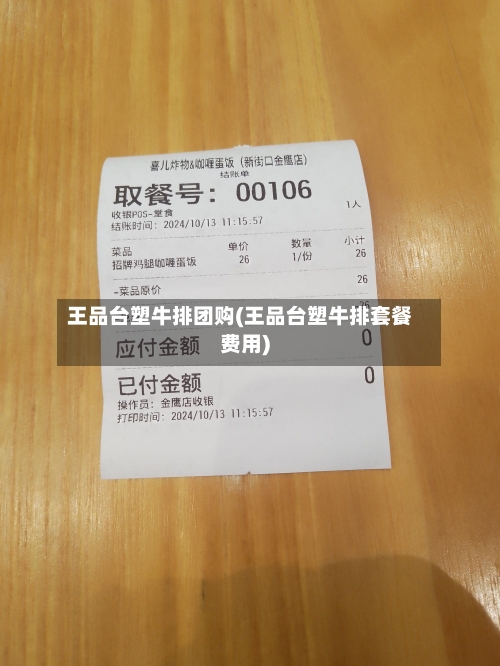 嘉儿炸物&咖喱蛋饭（新街口金鹰店）
结账单
取餐号：00106
收银POS-堂食 1人
结账时间：2024/10/13 11:15:57
菜品 单价 数量 小计
招牌鸡腿咖喱蛋饭 26 1/份 26
-菜品原价 26
26
王品台塑牛排团购(王品台塑牛排套餐
费用)
应付金额 0
已付金额 0
操作员：金鹰店收银
打印时间：2024/10/13 11:15:57